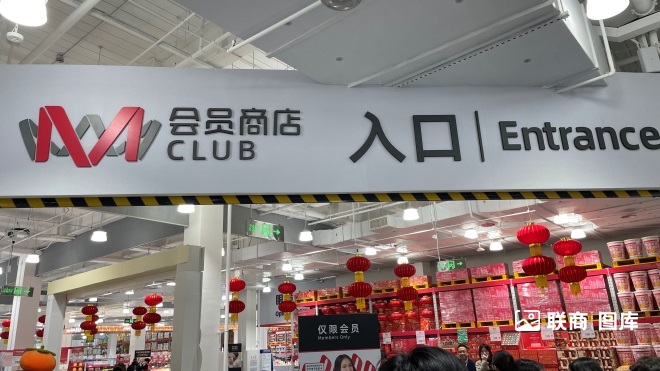 会员商店
CLUB
入口
Entrance
仅限会员
Members Only
联商 图库